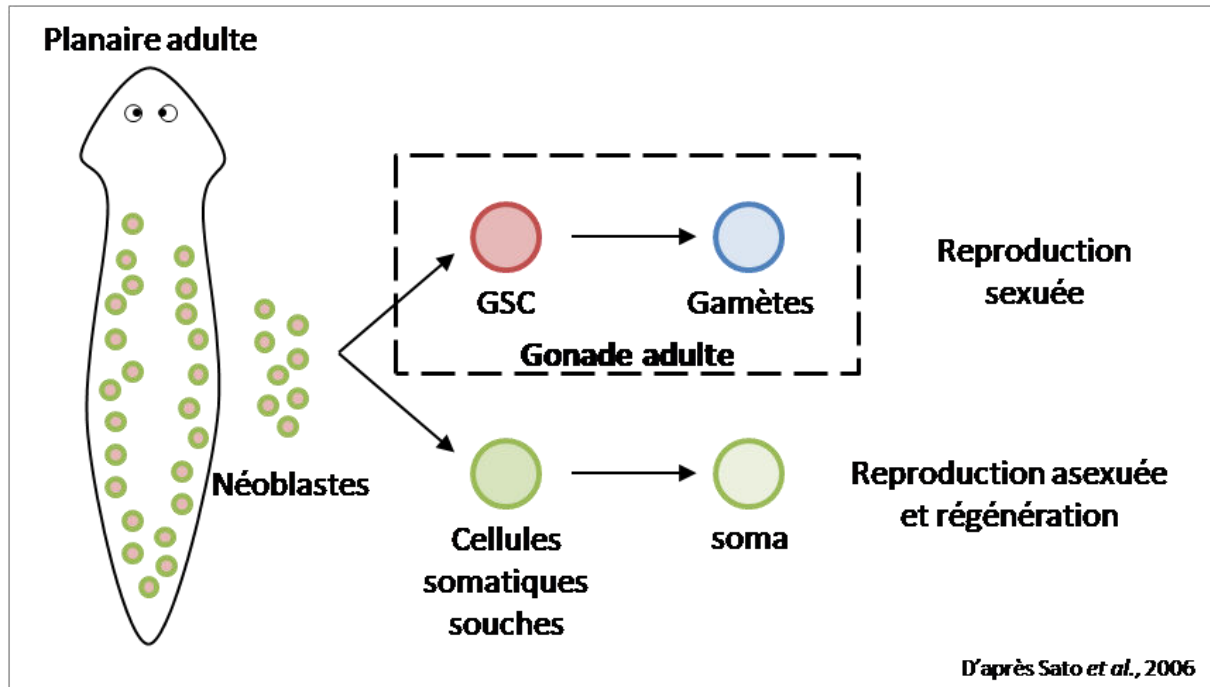 Planaire adulte
GSC
Gamètes
Gonade adulte
Reproduction
sexuée
Néoblastes
Cellules
somatiques
souches
soma
Reproduction asexuée
et régénération
D'après Sato et al., 2006